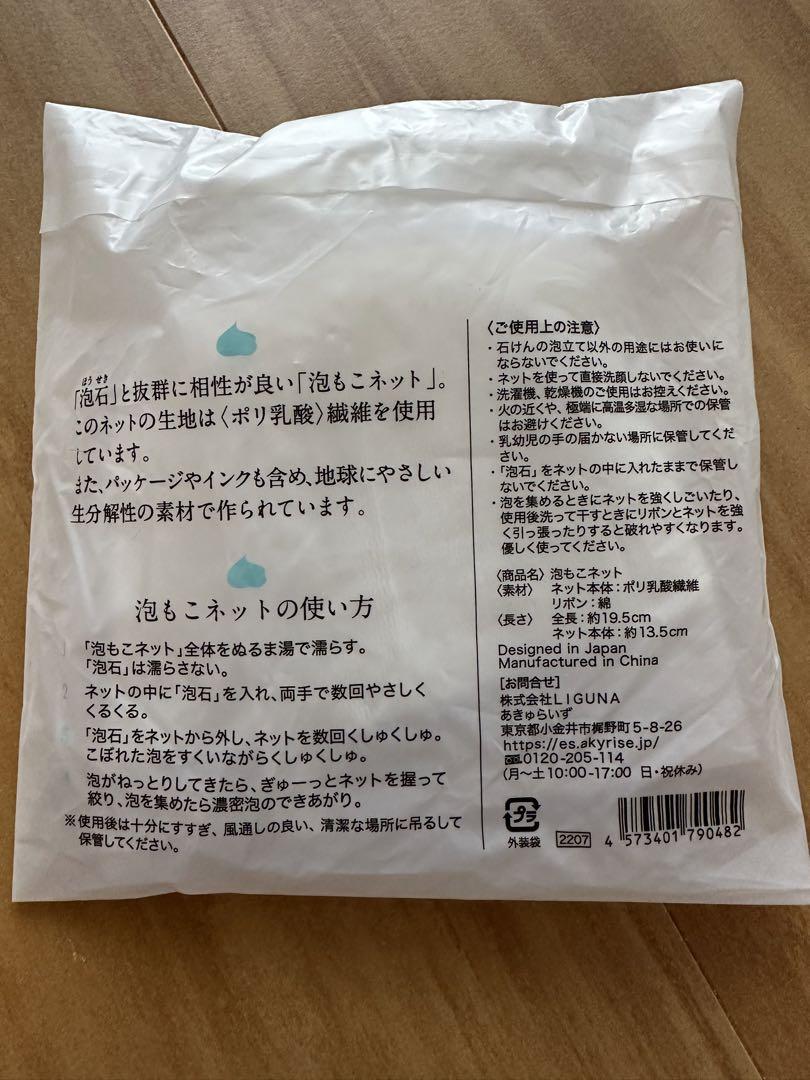 ほうせき
「泡石」と抜群に相性が良い「泡もこネット」。
このネットの生地は〈ポリ乳酸〉繊維を使用
しています。
また、パッケージやインクも含め、地球にやさしい
生分解性の素材で作られています。
泡もこネットの使い方
1 「泡もこネット」全体をぬるま湯で濡らす。
「泡石」は濡らさない。
2 ネットの中に「泡石」を入れ、両手で数回やさしく
くるくる。
「泡石」をネットから外し、ネットを数回くしゅくしゅ。
こぼれた泡をすくいながらくしゅくしゅ。
泡がねっとりしてきたら、ぎゅーっとネットを握って
絞り、泡を集めたら濃密泡のできあがり。
※使用後は十分にすすぎ、風通しの良い、清潔な場所に吊るして
保管してください。
〈ご使用上の注意〉
・石けんの泡立て以外の用途にはお使いに
ならないでください。
・ネットを使って直接洗顔しないでください。
・洗濯機、乾燥機のご使用はお控えください。
・火の近くや、極端に高温多湿な場所での保管
はお避けください。
・乳幼児の手の届かない場所に保管してくだ
さい。
・「泡石」をネットの中に入れたままで保管し
ないでください。
・泡を集めるときにネットを強くしごいたり、
使用後洗って干すときにリボンとネットを強
く引っ張ったりすると破れやすくなります。
優しく使ってください。
〈商品名〉 泡もこネット
〈素材〉 ネット本体：ポリ乳酸繊維
リボン：綿
〈長さ〉 全長：約19.5cm
ネット本体：約13.5cm
Designed in Japan
Manufactured in China
[お問合せ]
株式会社LIGUNA
あきゅらいず
東京都小金井市梶野町5-8-26
https://es.akyrise.jp/
0120-205-114
（月〜土10:00-17:00 日・祝休み）
プラ
外装袋
2207
4 573401 790482